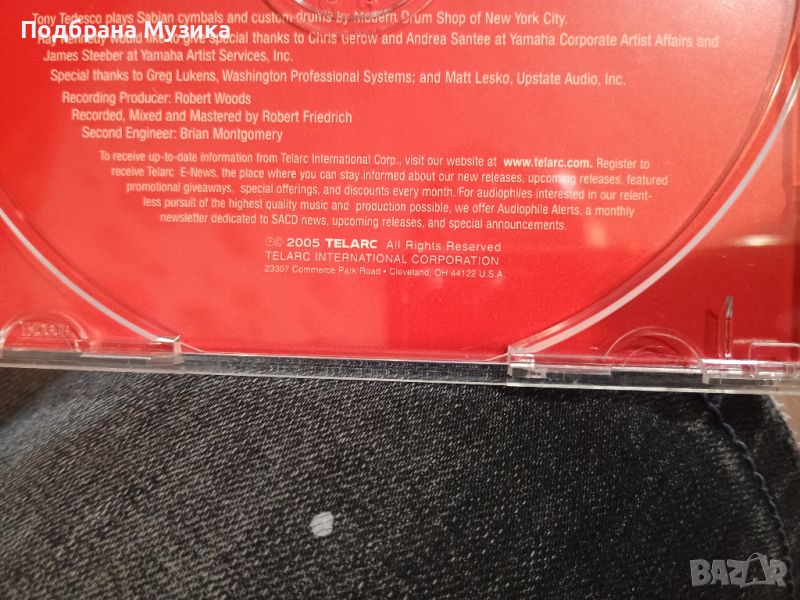 Подбрана Музика
Tony Tedesco plays Sabian cymbals and custom drums by Modern Drum Shop of New York City.
Ray Kennedy would like to give special thanks to Chris Gerow and Andrea Santee at Yamaha Corporate Artist Affairs and
James Steeber at Yamaha Artist Services, Inc.
Special thanks to Greg Lukens, Washington Professional Systems; and Matt Lesko, Upstate Audio, Inc.
Recording Producer: Robert Woods
Recorded, Mixed and Mastered by Robert Friedrich
Second Engineer: Brian Montgomery
To receive up-to-date information from Telarc International Corp., visit our website at www.telarc.com. Register to
receive Telarc E-News, the place where you can stay informed about our new releases, upcoming releases, featured
promotional giveaways, special offerings, and discounts every month. For audiophiles interested in our relent-
less pursuit of the highest quality music and production possible, we offer Audiophile Alerts, a monthly
newsletter dedicated to SACD news, upcoming releases, and special announcements.
℗© 2005 TELARC All Rights Reserved
TELARC INTERNATIONAL CORPORATION
23307 Commerce Park Road • Cleveland, OH 44122 U.S.A.
BAZAR